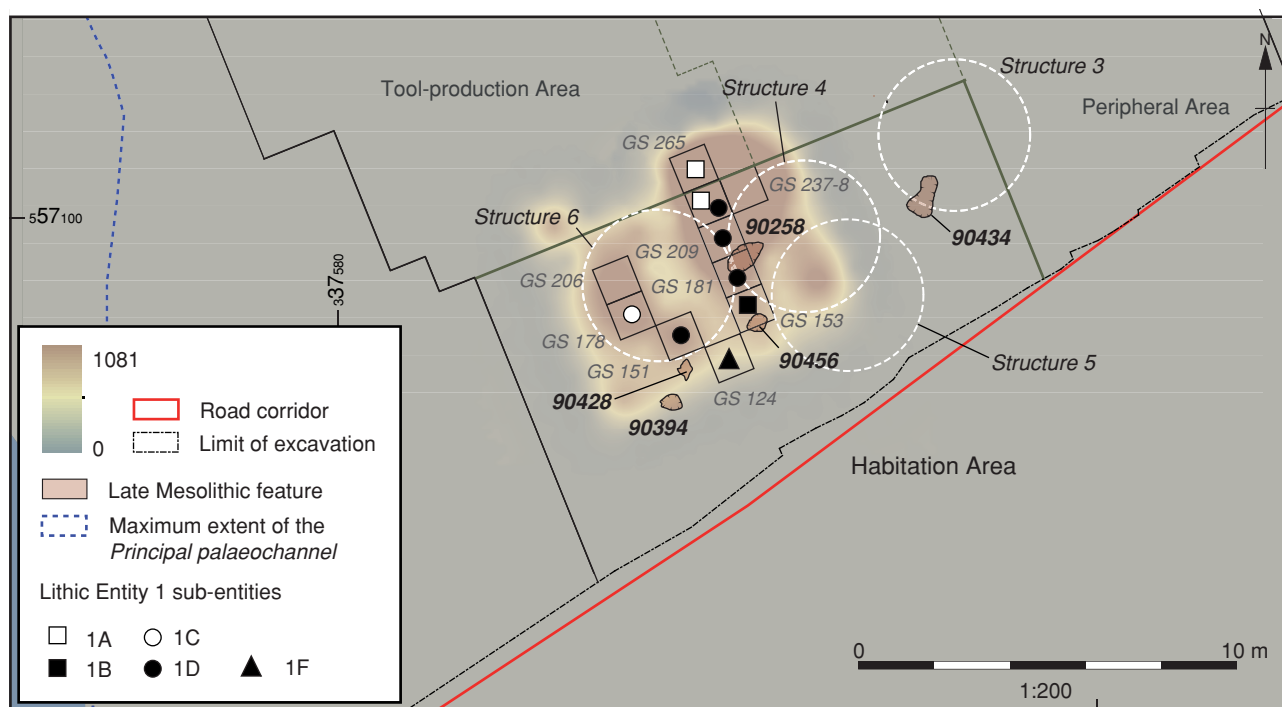 N
Structure 3
Tool-production Area
Structure 4
Peripheral Area
GS 265
GS 237-8
557100
Structure 6
90258
90434
GS 209
GS 206
GS 181
337580
GS 153
GS 178
90456
Structure 5
GS 151
90428
GS 124
90394
Habitation Area
1081
0
Road corridor
Limit of excavation
Late Mesolithic feature
Maximum extent of the
Principal palaeochannel
Lithic Entity 1 sub-entities
1A
1C
1B
1D
1F
0
10 m
1:200